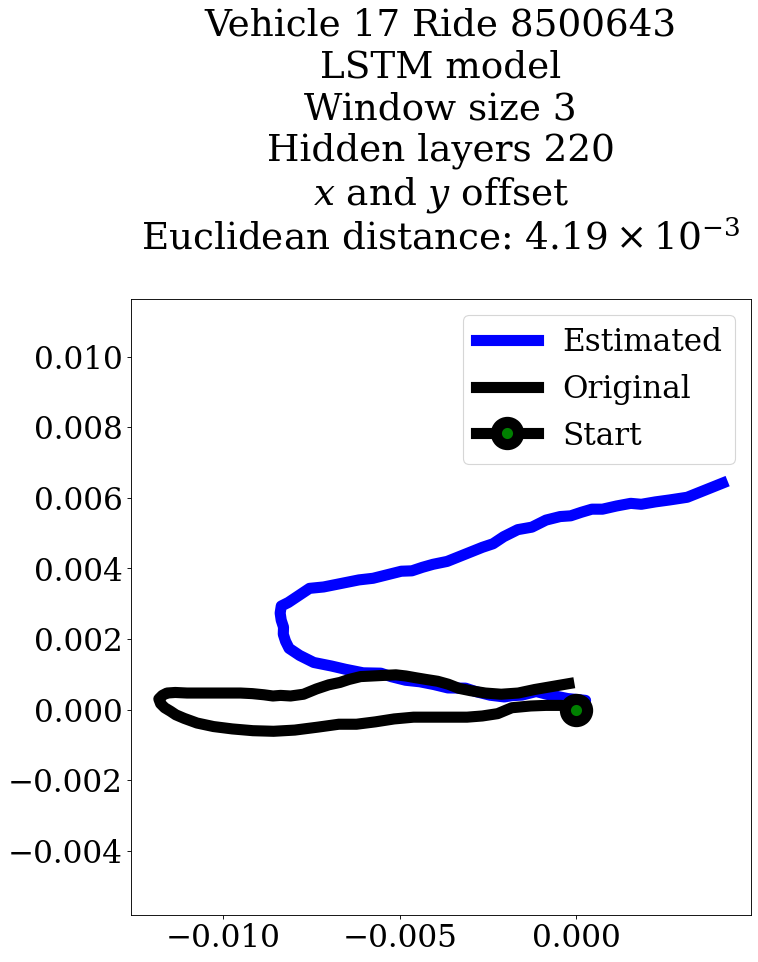 Vehicle 17 Ride 8500643
LSTM model
Window size 3
Hidden layers 220
x and y offset
Euclidean distance: 4.19 × 10⁻³
Estimated
Original
Start
0.010
0.008
0.006
0.004
0.002
0.000
−0.002
−0.004
−0.010 −0.005 0.000